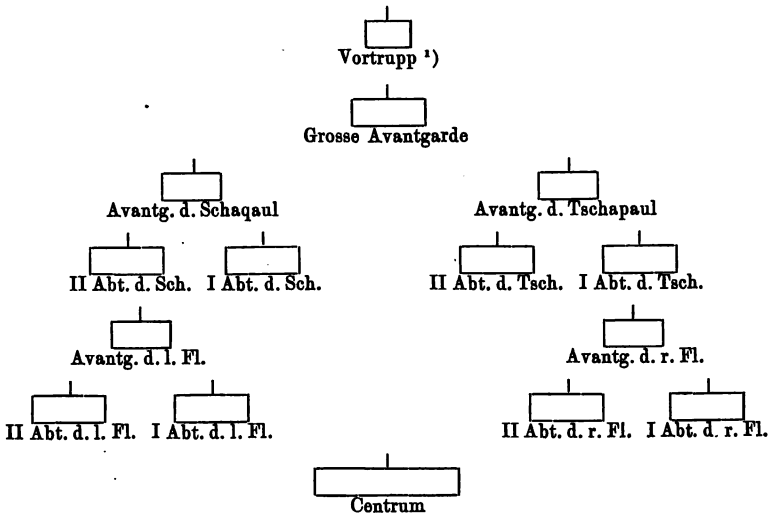 Vortrupp ¹)
Grosse Avantgarde
Avantg. d. Schaqaul Avantg. d. Tschapaul
II Abt. d. Sch. I Abt. d. Sch. II Abt. d. Tsch. I Abt. d. Tsch.
Avantg. d. l. Fl. Avantg. d. r. Fl.
II Abt. d. l. Fl. I Abt. d. l. Fl. II Abt. d. r. Fl. I Abt. d. r. Fl.
Centrum